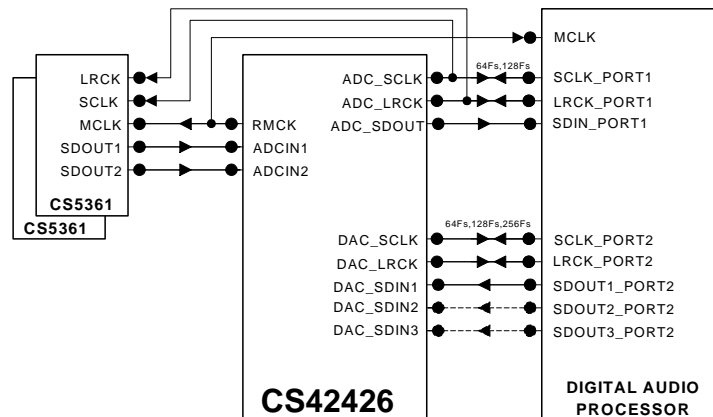 MCLK
64Fs,128Fs
LRCK
ADC_SCLK
SCLK_PORT1
SCLK
ADC_LRCK
LRCK_PORT1
MCLK
RMCK
ADC_SDOUT
SDIN_PORT1
SDOUT1
ADCIN1
SDOUT2
ADCIN2
CS5361
CS5361
64Fs,128Fs,256Fs
DAC_SCLK
SCLK_PORT2
DAC_LRCK
LRCK_PORT2
DAC_SDIN1
SDOUT1_PORT2
DAC_SDIN2
SDOUT2_PORT2
DAC_SDIN3
SDOUT3_PORT2
CS42426
DIGITAL AUDIO
PROCESSOR